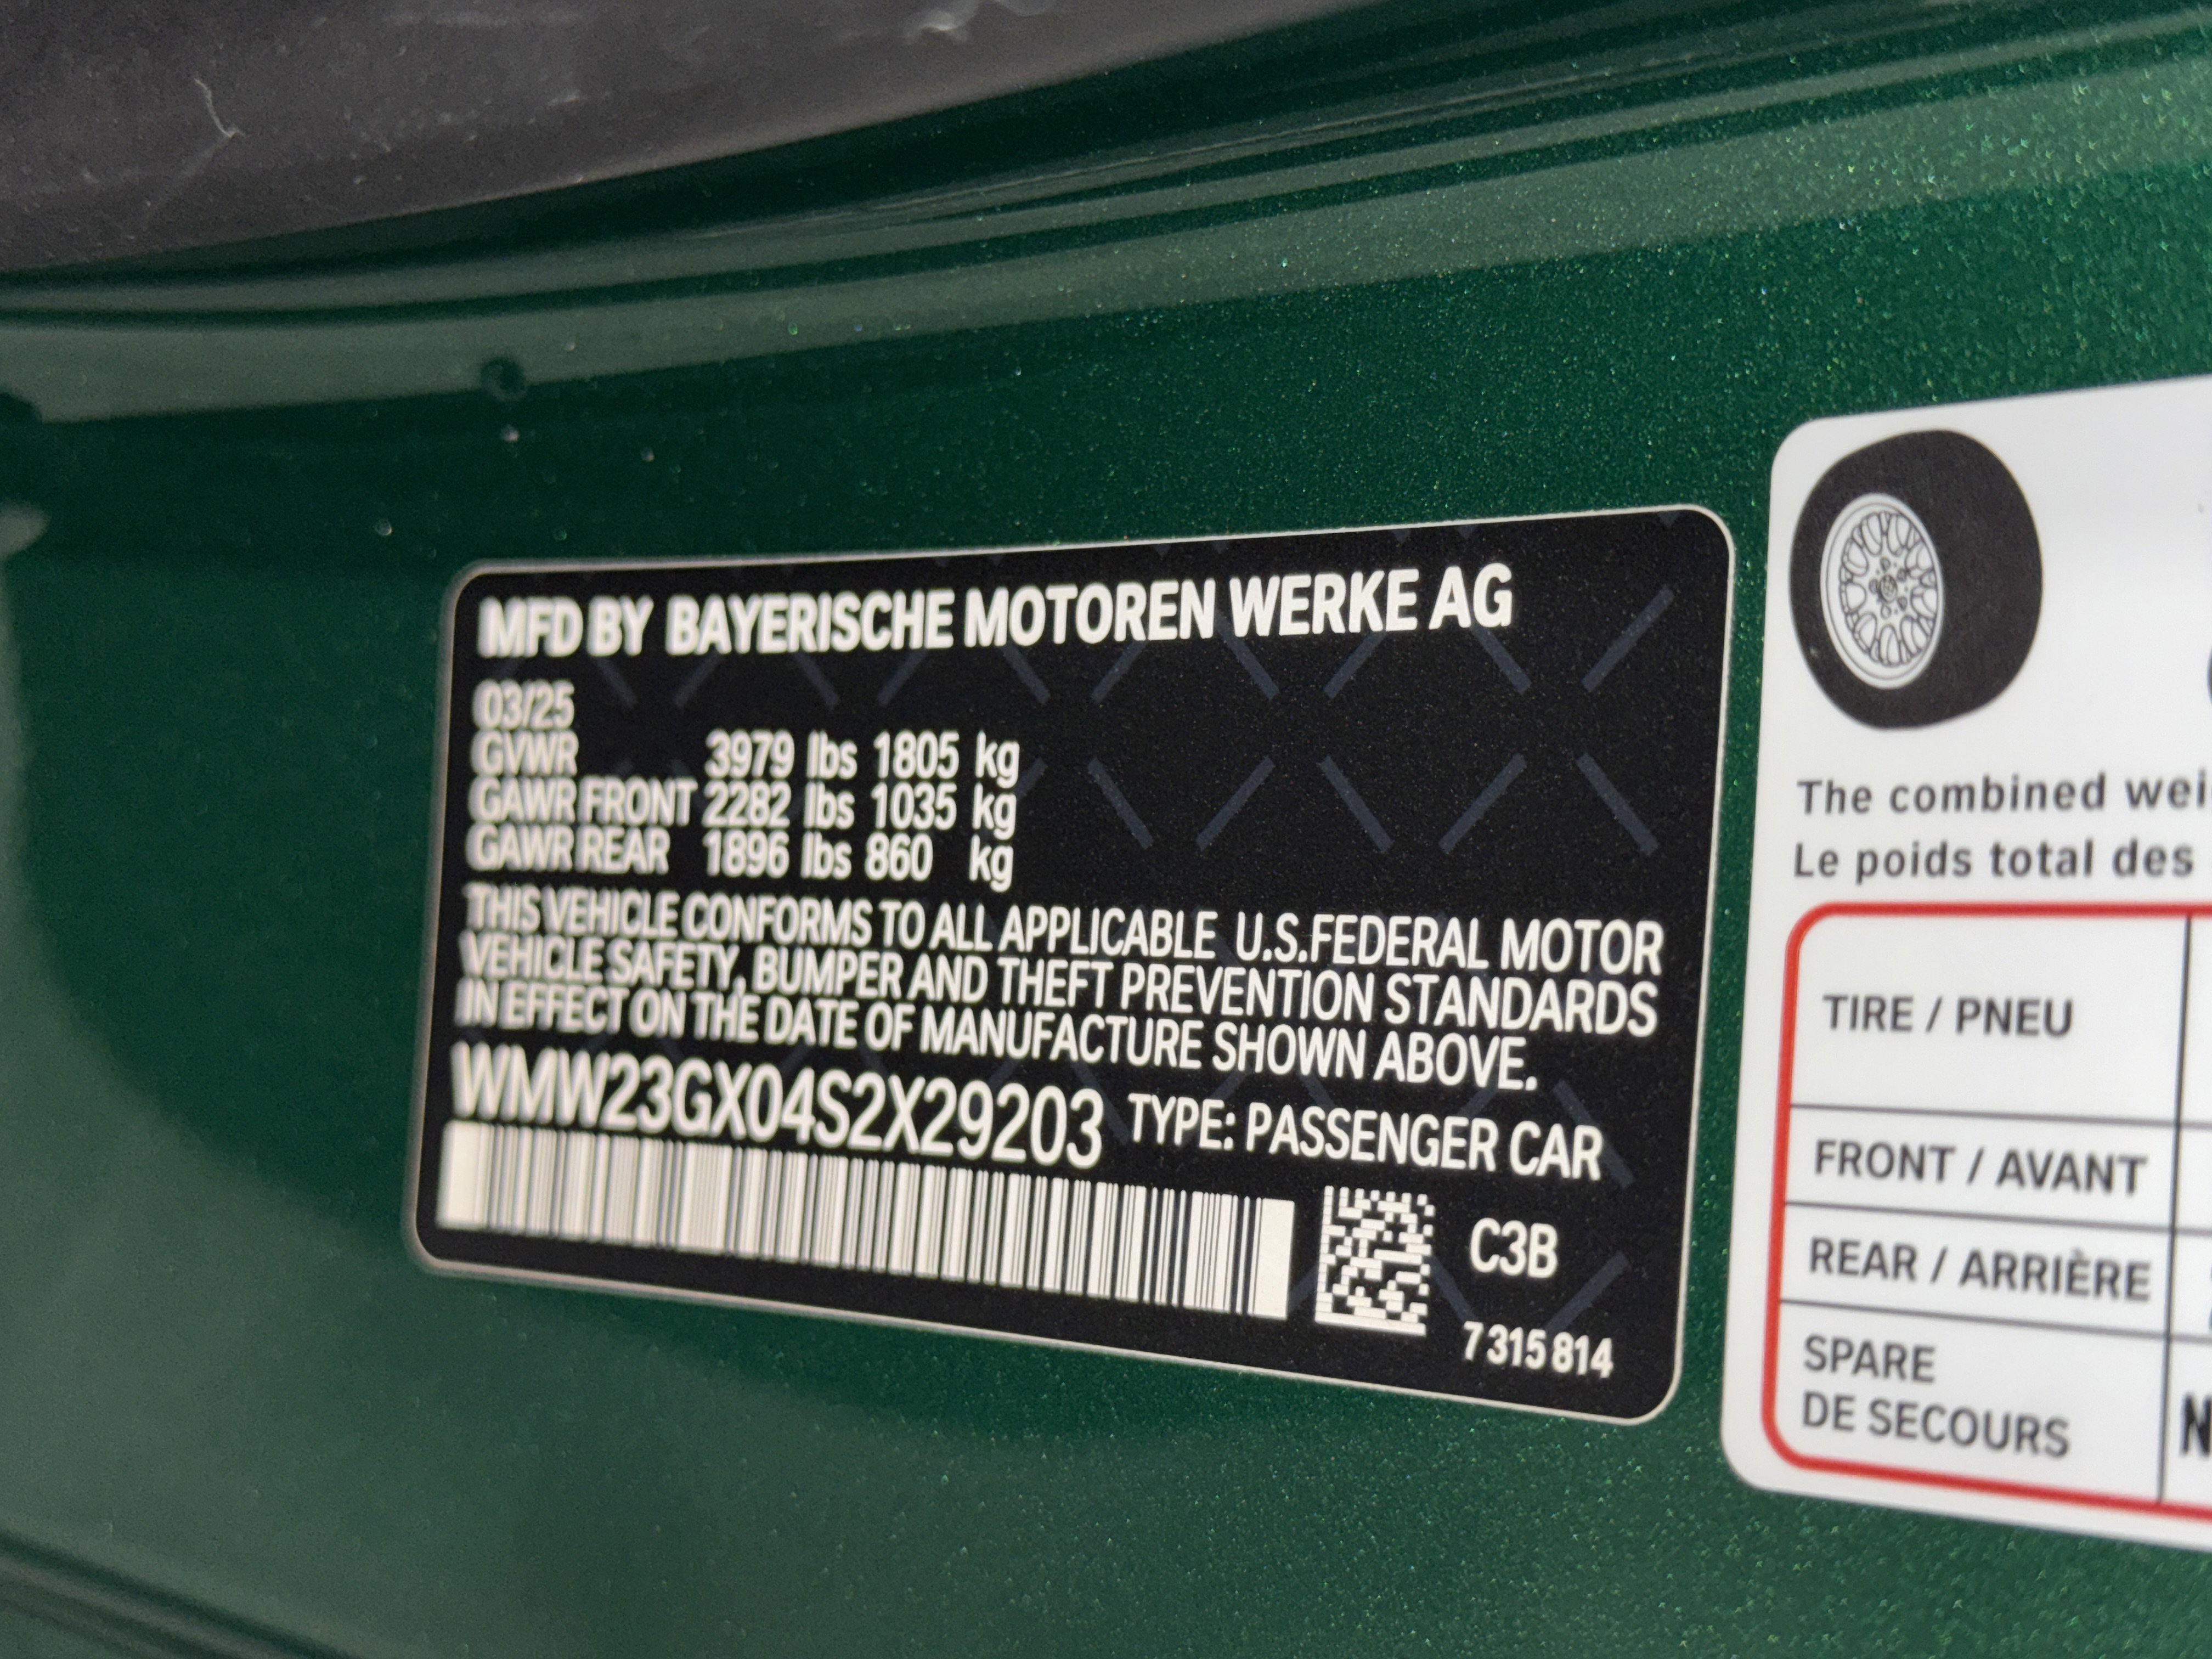 MFD BY BAYERISCHE MOTOREN WERKE AG
03/25
GVWR 3979 lbs 1805 kg
GAWR FRONT 2282 lbs 1035 kg
GAWR REAR 1896 lbs 860 kg
THIS VEHICLE CONFORMS TO ALL APPLICABLE U.S.FEDERAL MOTOR
VEHICLE SAFETY, BUMPER AND THEFT PREVENTION STANDARDS
IN EFFECT ON THE DATE OF MANUFACTURE SHOWN ABOVE.
WMW23GX04S2X29203 TYPE: PASSENGER CAR
C3B
7 315 814
The combined wei
Le poids total des
TIRE / PNEU
FRONT / AVANT
REAR / ARRIÈRE
SPARE
DE SECOURS
N